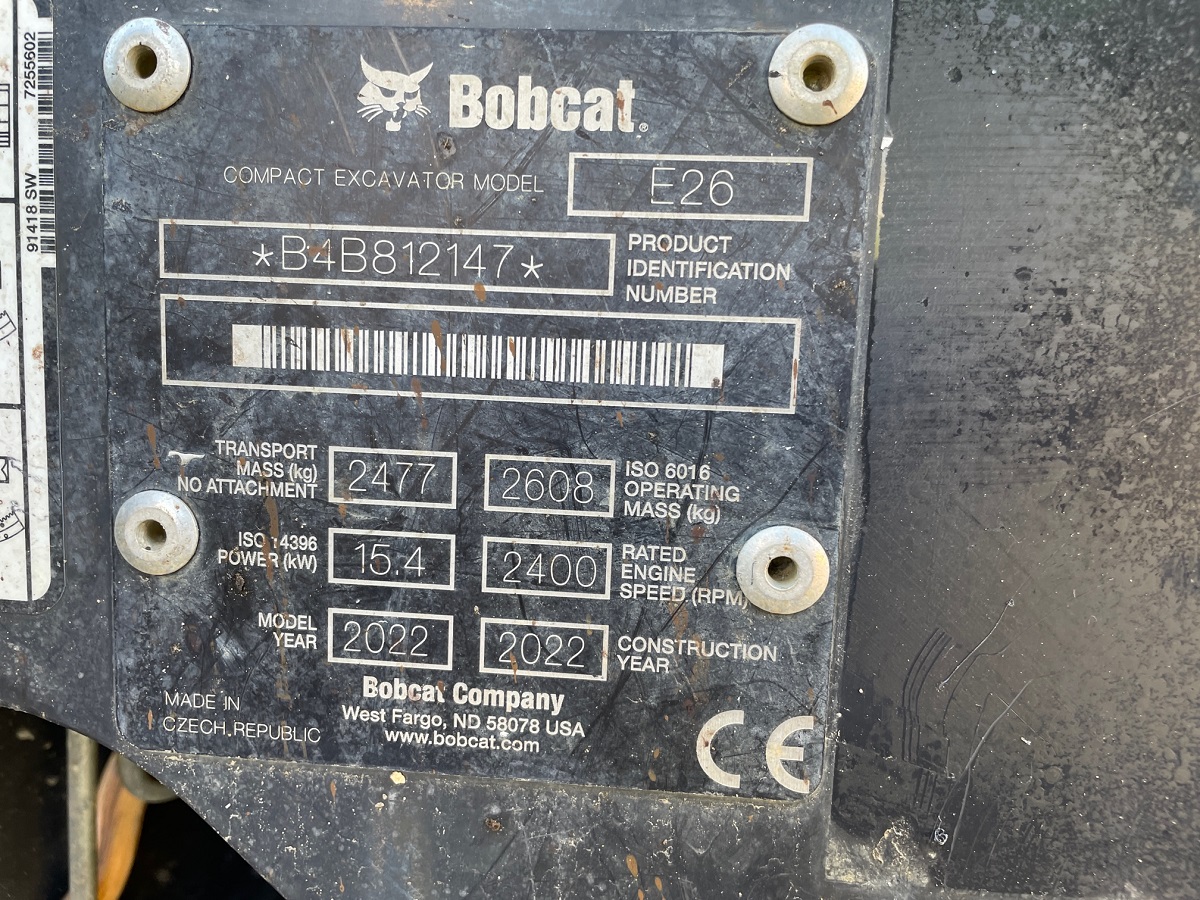 7255602
91418 SW
Bobcat®
COMPACT EXCAVATOR MODEL
E26
*B4B812147*
PRODUCT
IDENTIFICATION
NUMBER
TRANSPORT
MASS (kg)
NO ATTACHMENT
2477
2608
ISO 6016
OPERATING
MASS (kg)
ISO 14396
POWER (kW)
15.4
2400
RATED
ENGINE
SPEED (RPM)
MODEL
YEAR
2022
2022
CONSTRUCTION
YEAR
MADE IN
CZECH REPUBLIC
Bobcat Company
West Fargo, ND 58078 USA
www.bobcat.com
CE